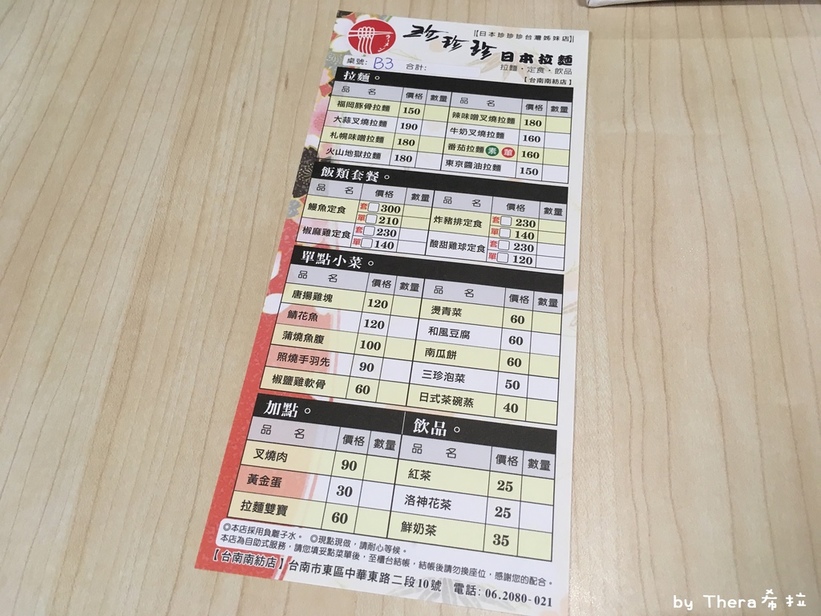 珍珍珍 【日本珍珍珍台灣姊妹店】
日本拉麵
拉麵・定食・飲品
【台南南紡店】
桌號: B3 合計:
拉麵。
品名 價格 數量 品名 價格 數量
福岡豚骨拉麵 150 辣味噌叉燒拉麵 180
大蒜叉燒拉麵 190 牛奶叉燒拉麵 160
札幌味噌拉麵 180 番茄拉麵 素 葷 160
火山地獄拉麵 180 東京醬油拉麵 150
飯類套餐。
品名 價格 數量 品名 價格 數量
鰻魚定食 套 300 單 210 炸豬排定食 套 230 單 140
椒麻雞定食 套 230 單 140 酸甜雞球定食 套 230 單 120
單點小菜。
品名 價格 數量 品名 價格 數量
唐揚雞塊 120 燙青菜 60
鯖花魚 120 和風豆腐 60
蒲燒魚腹 100 南瓜餅 60
照燒手羽先 90 三珍泡菜 50
椒鹽雞軟骨 60 日式茶碗蒸 40
加點。 飲品。
品名 價格 數量 品名 價格 數量
叉燒肉 90 紅茶 25
黃金蛋 30 洛神花茶 25
拉麵雙寶 60 鮮奶茶 35
◎本店採用負離子水。 ◎現點現做，請耐心等候。
本店為自助式服務，請您填妥點菜單後，至櫃台結帳，結帳後請勿換座位，感謝您的配合。
【台南南紡店】台南市東區中華東路二段10號 電話: 06.2080-021
by Thera希拉